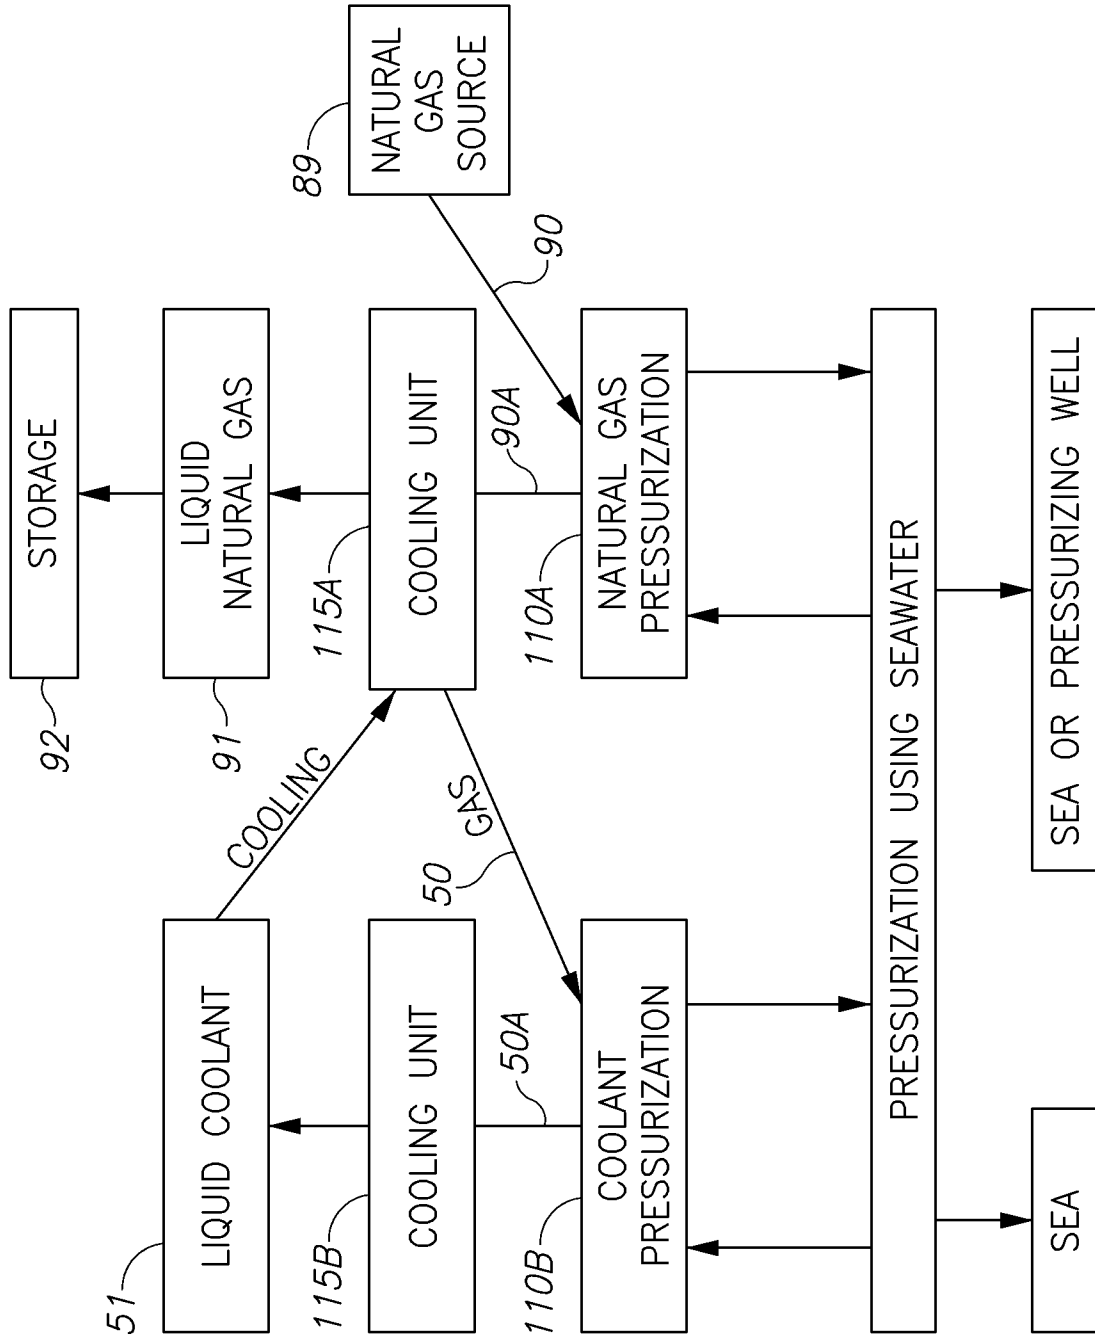 92
STORAGE
51
LIQUID COOLANT
91
LIQUID
NATURAL GAS
COOLING
115B
COOLING UNIT
115A
COOLING UNIT
89
NATURAL
GAS
SOURCE
50
GAS
50A
90A
90
110B
COOLANT
PRESSURIZATION
110A
NATURAL GAS
PRESSURIZATION
PRESSURIZATION USING SEAWATER
SEA
SEA OR PRESSURIZING WELL